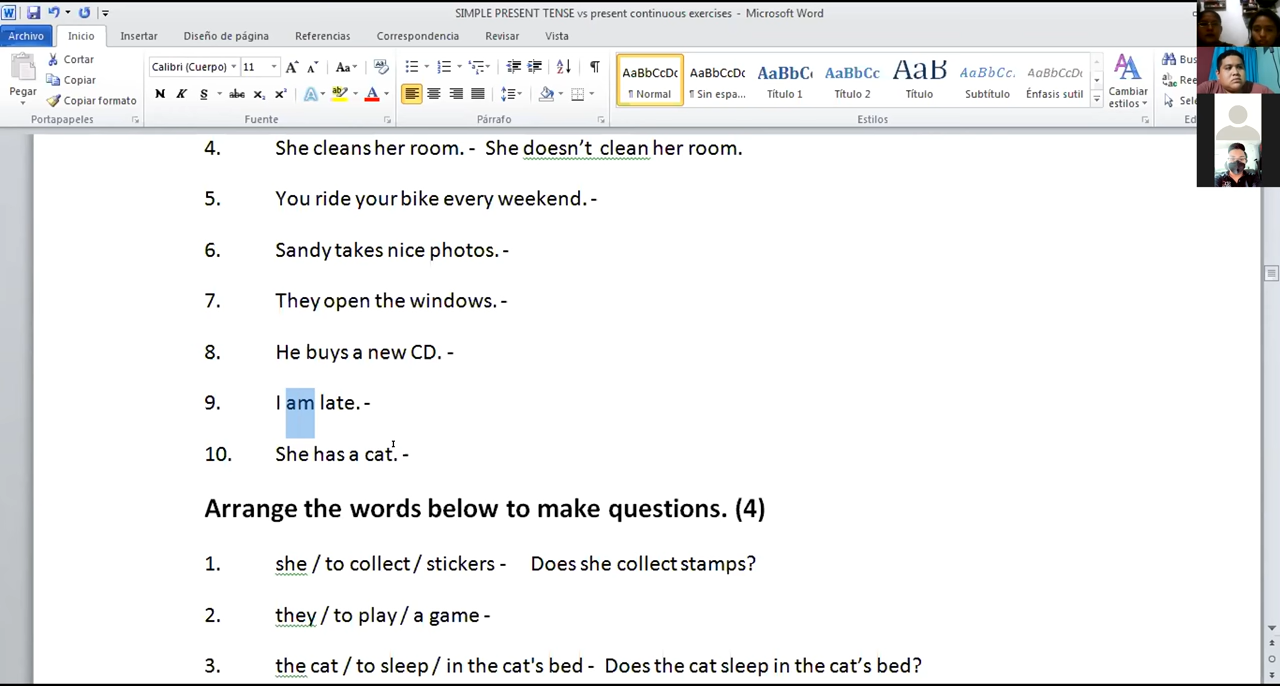 SIMPLE PRESENT TENSE vs present continuous exercises - Microsoft Word
Archivo Inicio Insertar Diseño de página Referencias Correspondencia Revisar Vista
Cortar
Copiar
Copiar formato
Pegar
Portapapeles
Calibri (Cuerpo) 11
N K S abc x₂ x²
Fuente
Párrafo
AaBbCcDc AaBbCcDc AaBbC AaBbCc AaB AaBbCc. AaBbCcDc
¶ Normal ¶ Sin espa... Título 1 Título 2 Título Subtítulo Énfasis sutil
Cambiar estilos
Estilos
4. She cleans her room. - She doesn’t clean her room.
5. You ride your bike every weekend. -
6. Sandy takes nice photos. -
7. They open the windows. -
8. He buys a new CD. -
9. I am late. -
10. She has a cat. -
Arrange the words below to make questions. (4)
1. she / to collect / stickers - Does she collect stamps?
2. they / to play / a game -
3. the cat / to sleep / in the cat's bed - Does the cat sleep in the cat’s bed?